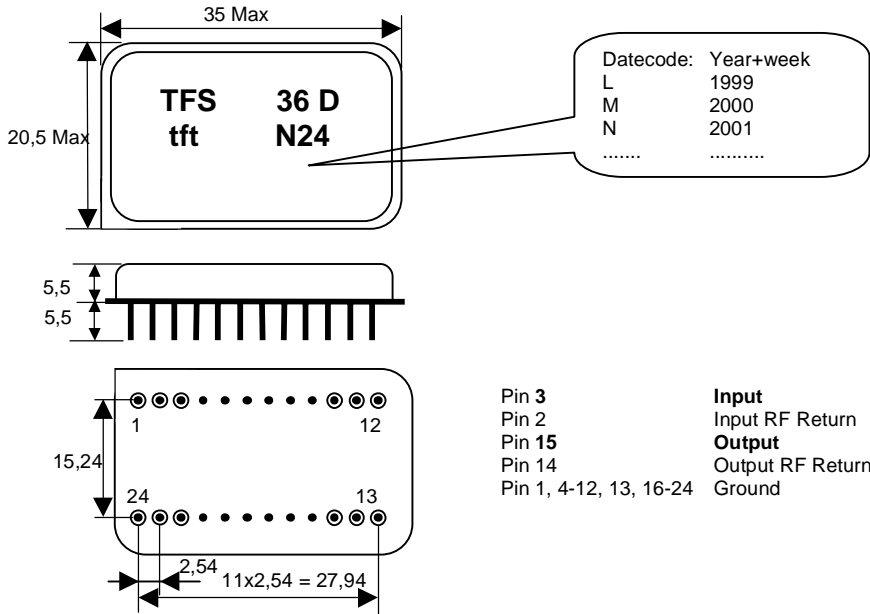 35 Max
20,5 Max
TFS 36 D
tft N24
Datecode: Year+week
L 1999
M 2000
N 2001
....... ..........
5,5
5,5
1 12
15,24
24 13
2,54
11x2,54 = 27,94
Pin 3 Input
Pin 2 Input RF Return
Pin 15 Output
Pin 14 Output RF Return
Pin 1, 4-12, 13, 16-24 Ground